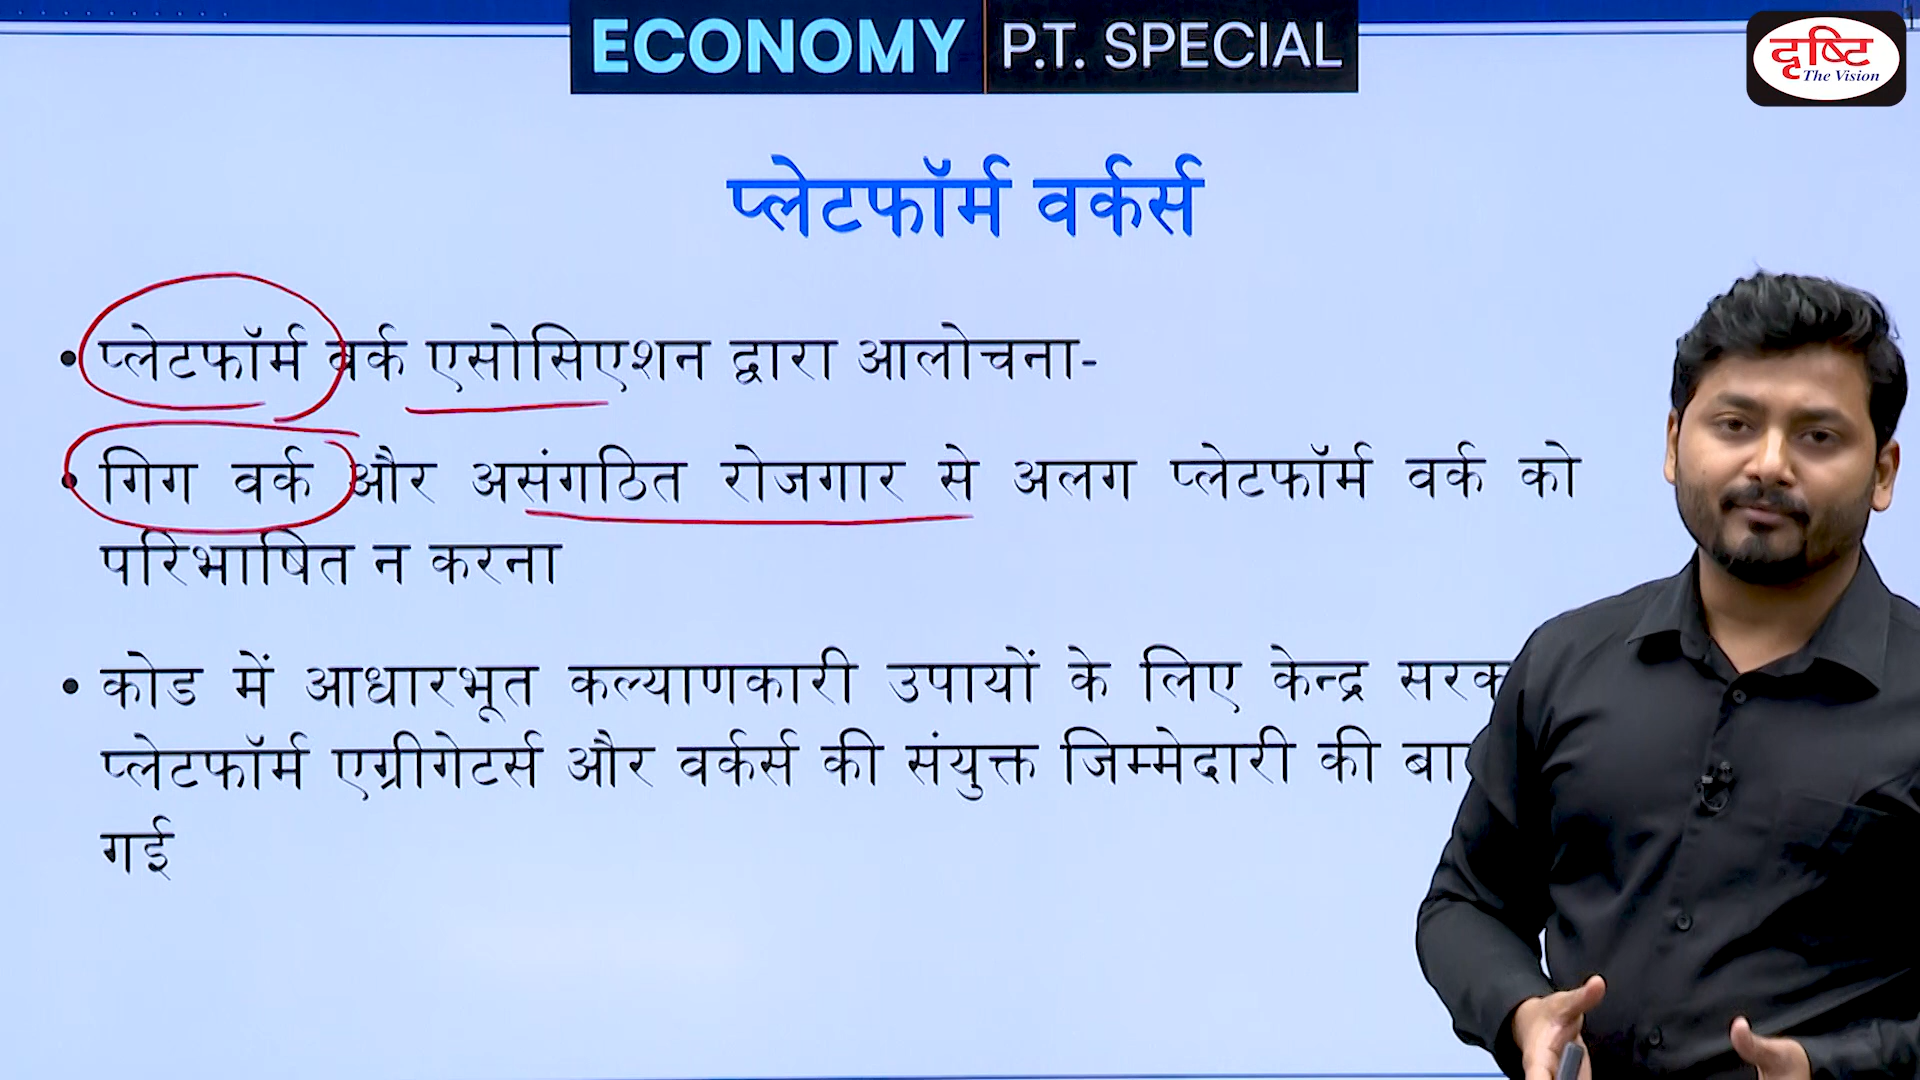 ECONOMY P.T. SPECIAL
दृष्टि
The Vision
प्लेटफॉर्म वर्कर्स
• प्लेटफॉर्म वर्क एसोसिएशन द्वारा आलोचना-
• गिग वर्क और असंगठित रोजगार से अलग प्लेटफॉर्म वर्क को
परिभाषित न करना
• कोड में आधारभूत कल्याणकारी उपायों के लिए केन्द्र
प्लेटफॉर्म एग्रीगेटर्स और वर्कर्स की संयुक्त जिम्मेदारी की
गई